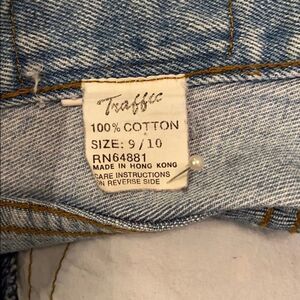 Traffic
100% COTTON
SIZE: 9/10
RN64881
MADE IN HONG KONG
CARE INSTRUCTIONS
ON REVERSE SIDE